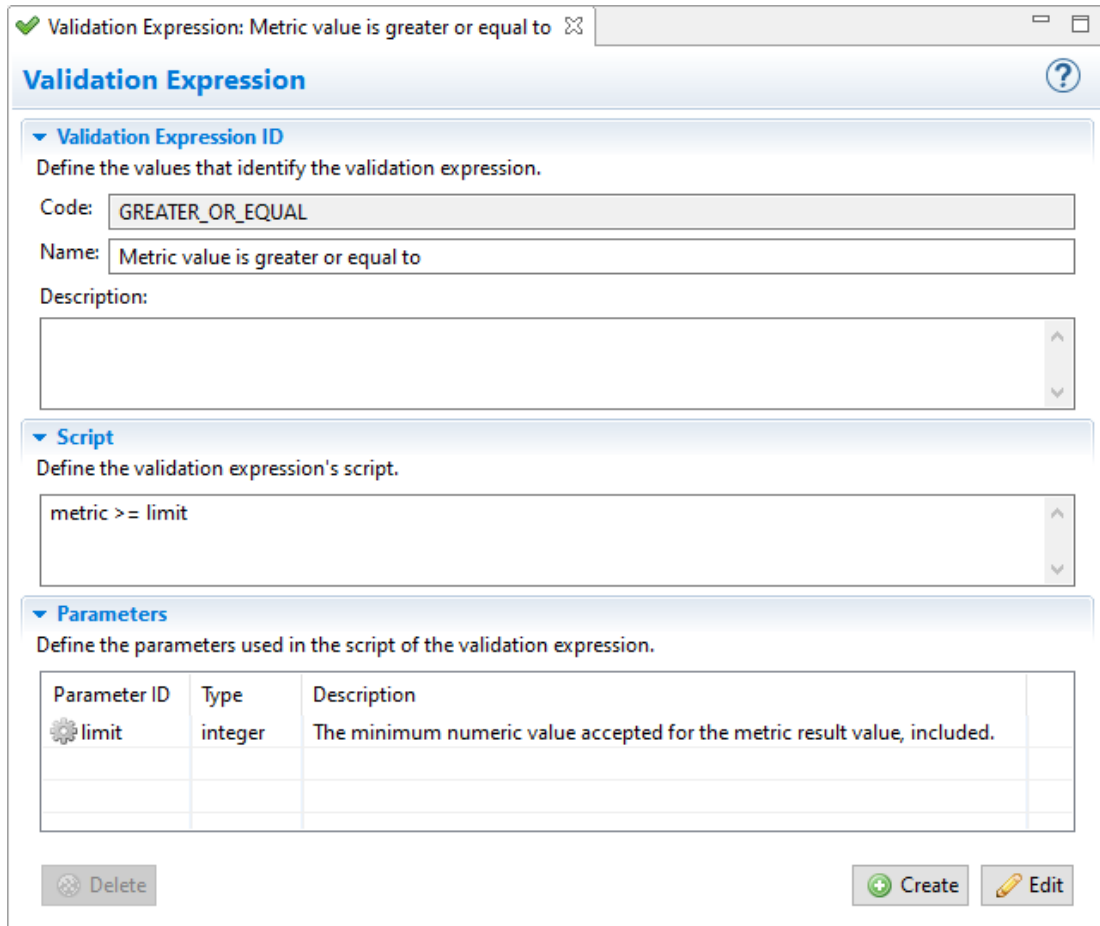 Validation Expression: Metric value is greater or equal to
Validation Expression
Validation Expression ID
Define the values that identify the validation expression.
Code: GREATER_OR_EQUAL
Name: Metric value is greater or equal to
Description:
Script
Define the validation expression's script.
metric >= limit
Parameters
Define the parameters used in the script of the validation expression.
Parameter ID Type Description
limit integer The minimum numeric value accepted for the metric result value, included.
Delete Create Edit